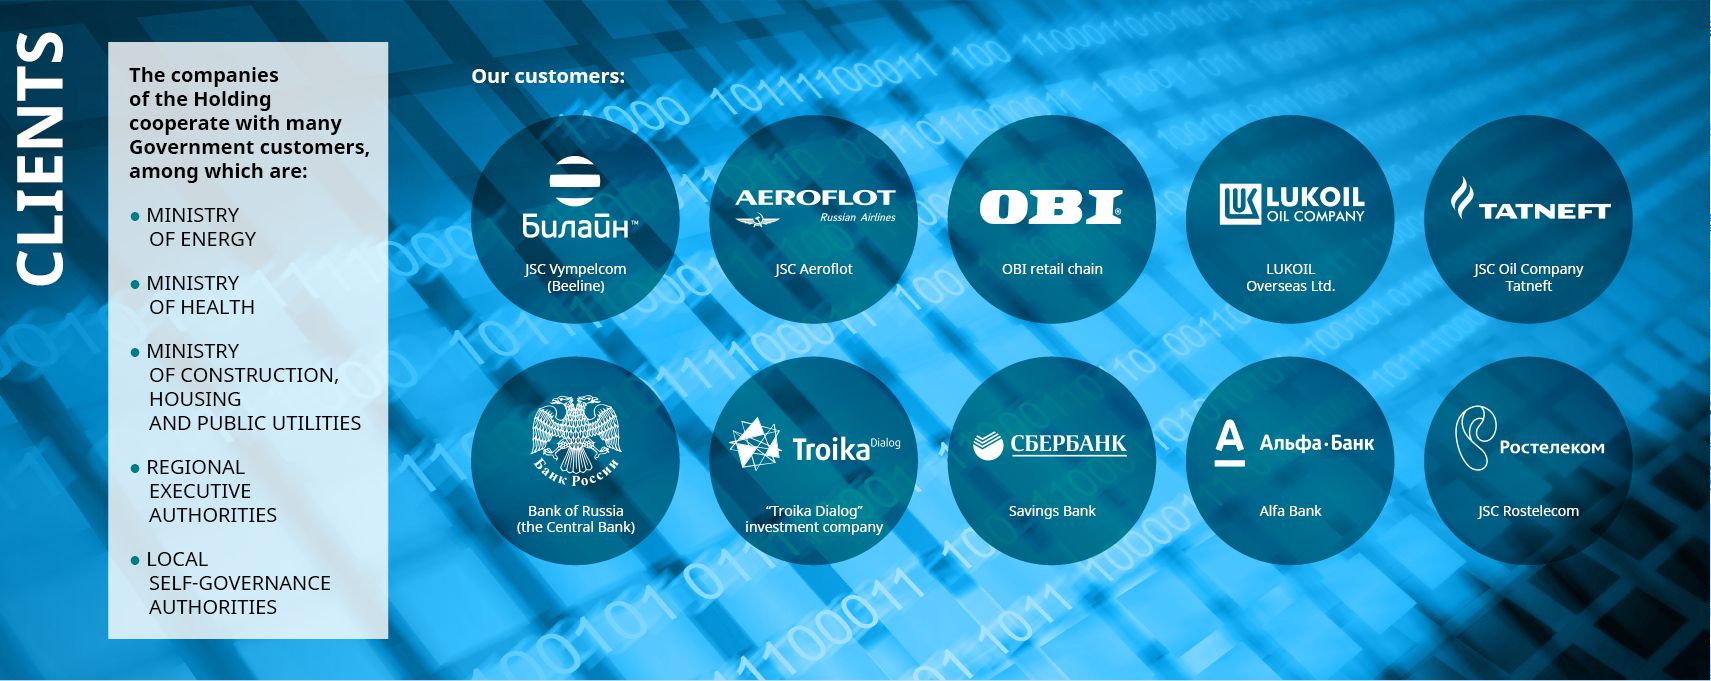 CLIENTS
The companies
of the Holding
cooperate with many
Government customers,
among which are:
• MINISTRY
OF ENERGY
• MINISTRY
OF HEALTH
• MINISTRY
OF CONSTRUCTION,
HOUSING
AND PUBLIC UTILITIES
• REGIONAL
EXECUTIVE
AUTHORITIES
• LOCAL
SELF-GOVERNANCE
AUTHORITIES
Our customers:
Билайн™
JSC Vympelcom
(Beeline)
AEROFLOT
Russian Airlines
JSC Aeroflot
OBI®
OBI retail chain
LUKOIL
OIL COMPANY
LUKOIL
Overseas Ltd.
TATNEFT
JSC Oil Company
Tatneft
Банк России
Bank of Russia
(the Central Bank)
Troika Dialog
“Troika Dialog”
investment company
СБЕРБАНК
Savings Bank
А
Альфа·Банк
Alfa Bank
Ростелеком
JSC Rostelecom